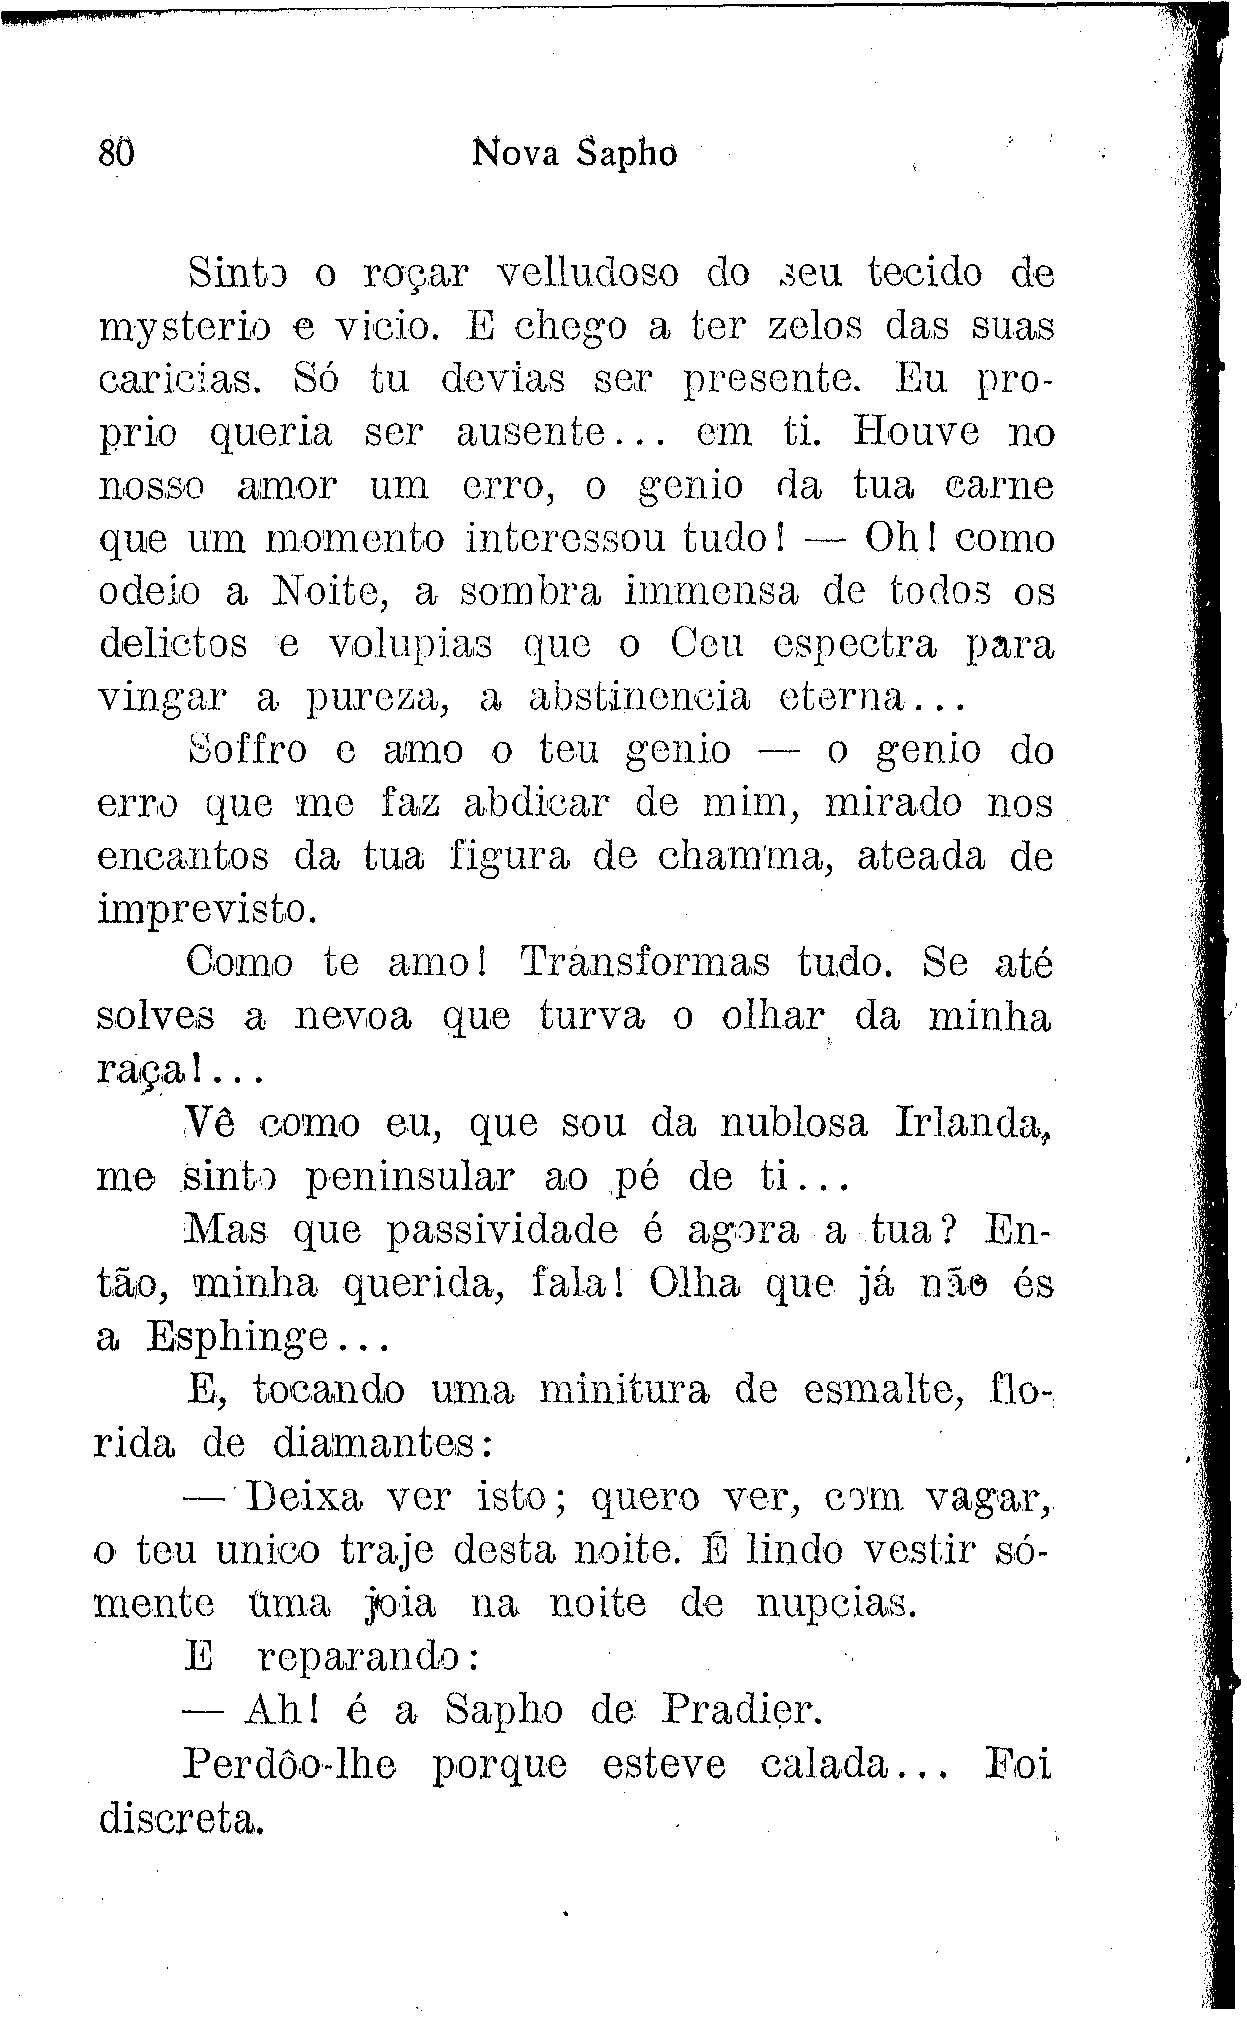 80 Nova Sapho
Sinto o roçar velludoso do seu tecido de
mysterio e vicio. E chego a ter zelos das suas
caricias. Só tu devias ser presente. Eu pro-
prio queria ser ausente... em ti. Houve no
nosso amor um erro, o genio da tua carne
que um momento interessou tudo! — Oh! como
odeio a Noite, a sombra immensa de todos os
delictos e volupias que o Ceu espectra para
vingar a pureza, a abstinencia eterna...
Soffro e amo o teu genio — o genio do
erro que me faz abdicar de mim, mirado nos
encantos da tua figura de chamma, ateada de
imprevisto.
Como te amo! Transformas tudo. Se até
solves a nevoa que turva o olhar da minha
raça!...
Vê como eu, que sou da nublosa Irlanda,
me sinto peninsular ao pé de ti...
Mas que passividade é agora a tua? En-
tão, minha querida, fala! Olha que já não és
a Esphinge...
E, tocando uma minitura de esmalte, flo-
rida de diamantes:
— Deixa ver isto; quero ver, com vagar,
o teu unico traje desta noite. É lindo vestir só-
mente uma joia na noite de nupcias.
E reparando:
— Ah! é a Sapho de Pradier.
Perdôo-lhe porque esteve calada... Foi
discreta.